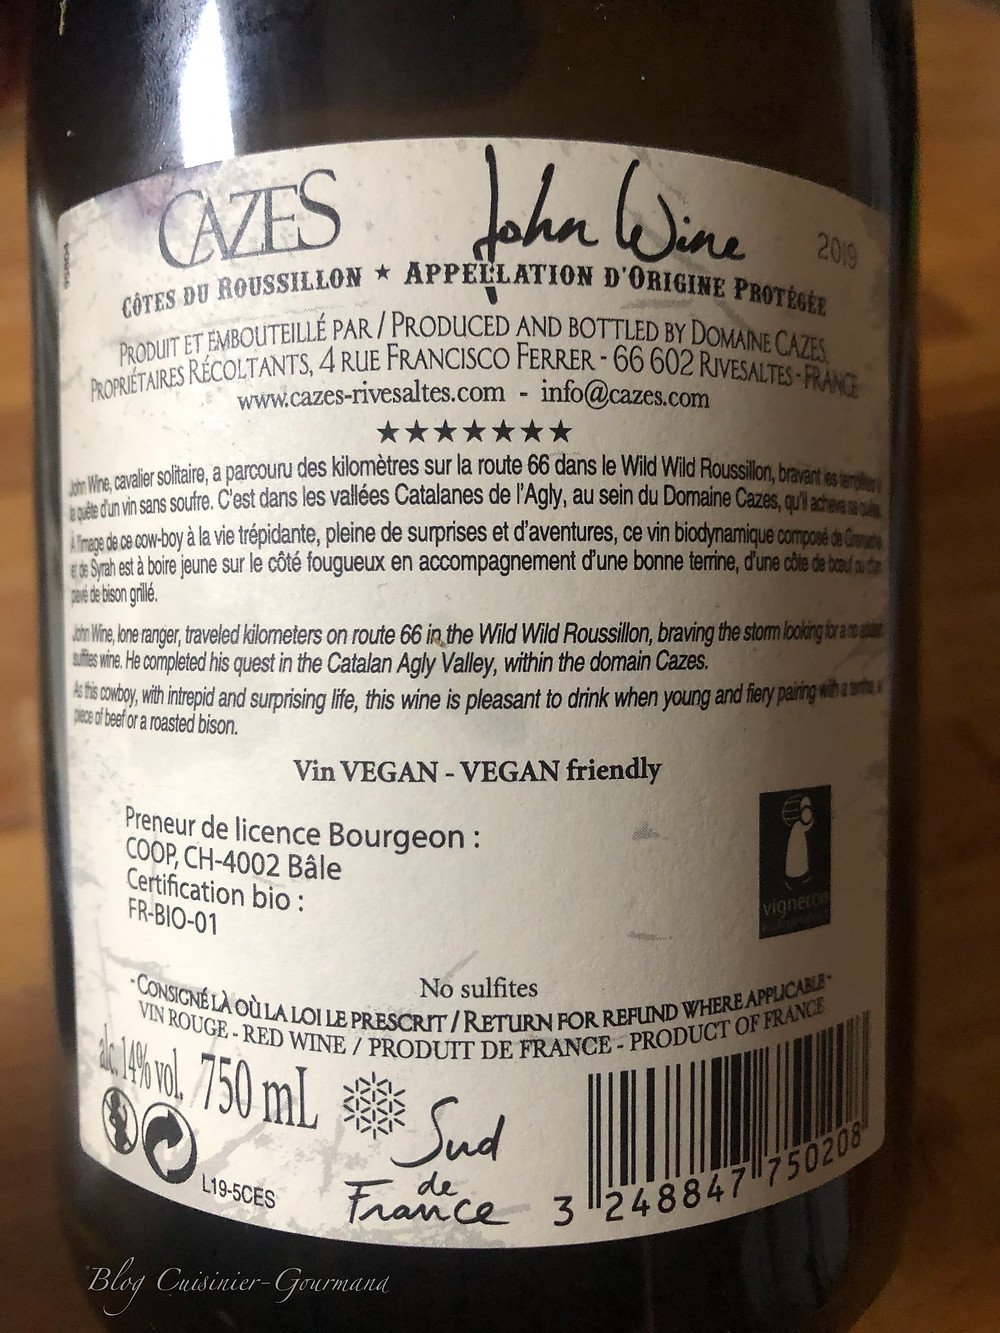 CAZES John Wine 2019
CÔTES DU ROUSSILLON ★ APPELLATION D'ORIGINE PROTÉGÉE
PRODUIT ET EMBOUTEILLÉ PAR / PRODUCED AND BOTTLED BY DOMAINE CAZES,
PROPRIÉTAIRES RÉCOLTANTS, 4 RUE FRANCISCO FERRER - 66 602 RIVESALTES - FRANCE
www.cazes-rivesaltes.com - info@cazes.com
★★★★★★★
John Wine, cavalier solitaire, a parcouru des kilomètres sur la route 66 dans le Wild Wild Roussillon, bravant les tempêtes
la quête d'un vin sans soufre. C'est dans les vallées Catalanes de l'Agly, au sein du Domaine Cazes, qu'il acheva sa quête.
A l'image de ce cow-boy à la vie trépidante, pleine de surprises et d'aventures, ce vin biodynamique composé de Grenache
et de Syrah est à boire jeune sur le côté fougueux en accompagnement d'une bonne terrine, d'une côte de bœuf ou d'un
pavé de bison grillé.
John Wine, lone ranger, traveled kilometers on route 66 in the Wild Wild Roussillon, braving the storm looking for a no added
sulfites wine. He completed his quest in the Catalan Agly Valley, within the domain Cazes.
As this cowboy, with intrepid and surprising life, this wine is pleasant to drink when young and fiery pairing with a terrine, a
piece of beef or a roasted bison.
Vin VEGAN - VEGAN friendly
Preneur de licence Bourgeon :
COOP, CH-4002 Bâle
Certification bio :
FR-BIO-01
vigneron
No sulfites
- CONSIGNÉ LÀ OÙ LA LOI LE PRESCRIT / RETURN FOR REFUND WHERE APPLICABLE -
VIN ROUGE - RED WINE / PRODUIT DE FRANCE - PRODUCT OF FRANCE
alc. 14% vol. 750 mL
L19-5CES
Sud
de
France
3 248847 750208
Blog Cuisinier-Gourmand